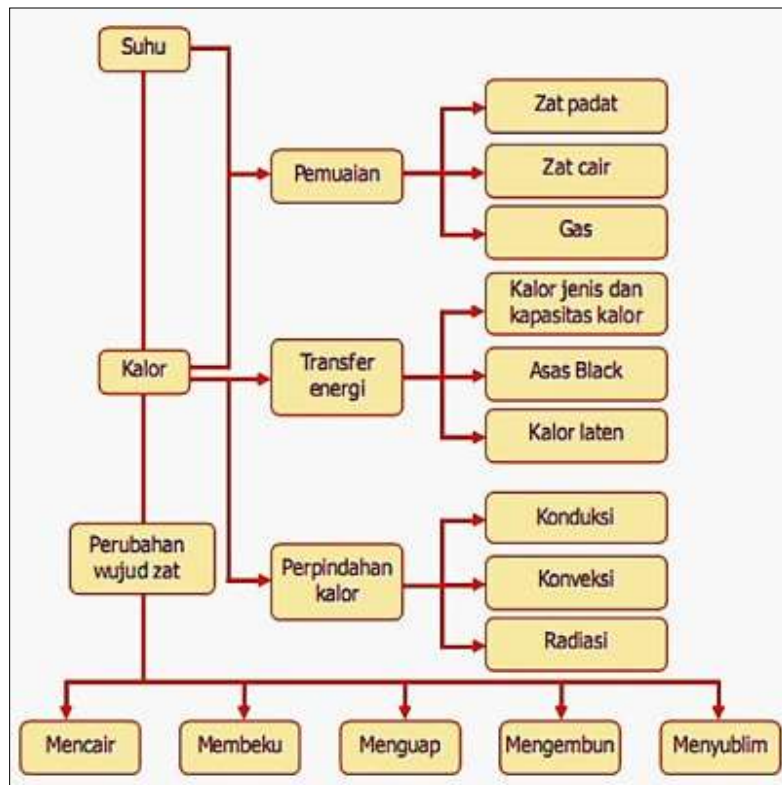 Suhu
Zat padat
Pemuaian
Zat cair
Gas
Kalor jenis dan
kapasitas kalor
Kalor
Transfer
energi
Asas Black
Kalor laten
Konduksi
Perubahan
wujud zat
Perpindahan
kalor
Konveksi
Radiasi
Mencair
Membeku
Menguap
Mengembun
Menyublim